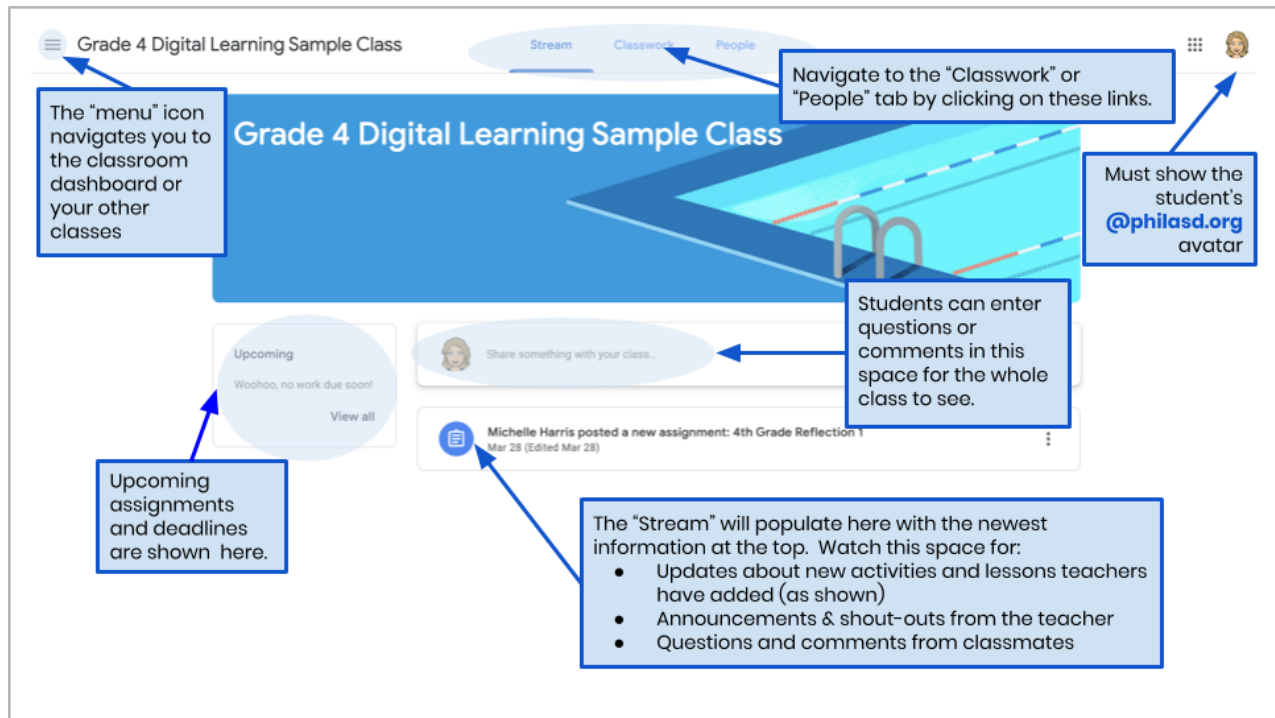 Grade 4 Digital Learning Sample Class
Stream Classwork People
Navigate to the “Classwork” or
“People” tab by clicking on these links.
The “menu” icon
navigates you to
the classroom
dashboard or
your other
classes
Grade 4 Digital Learning Sample Class
Must show the
student’s
@philasd.org
avatar
Students can enter
questions or
comments in this
space for the whole
class to see.
Upcoming
Woohoo, no work due soon!
View all
Share something with your class...
Michelle Harris posted a new assignment: 4th Grade Reflection 1
Mar 28 (Edited Mar 28)
Upcoming
assignments
and deadlines
are shown  here.
The “Stream” will populate here with the newest
information at the top.  Watch this space for:
● Updates about new activities and lessons teachers
have added (as shown)
● Announcements & shout-outs from the teacher
● Questions and comments from classmates